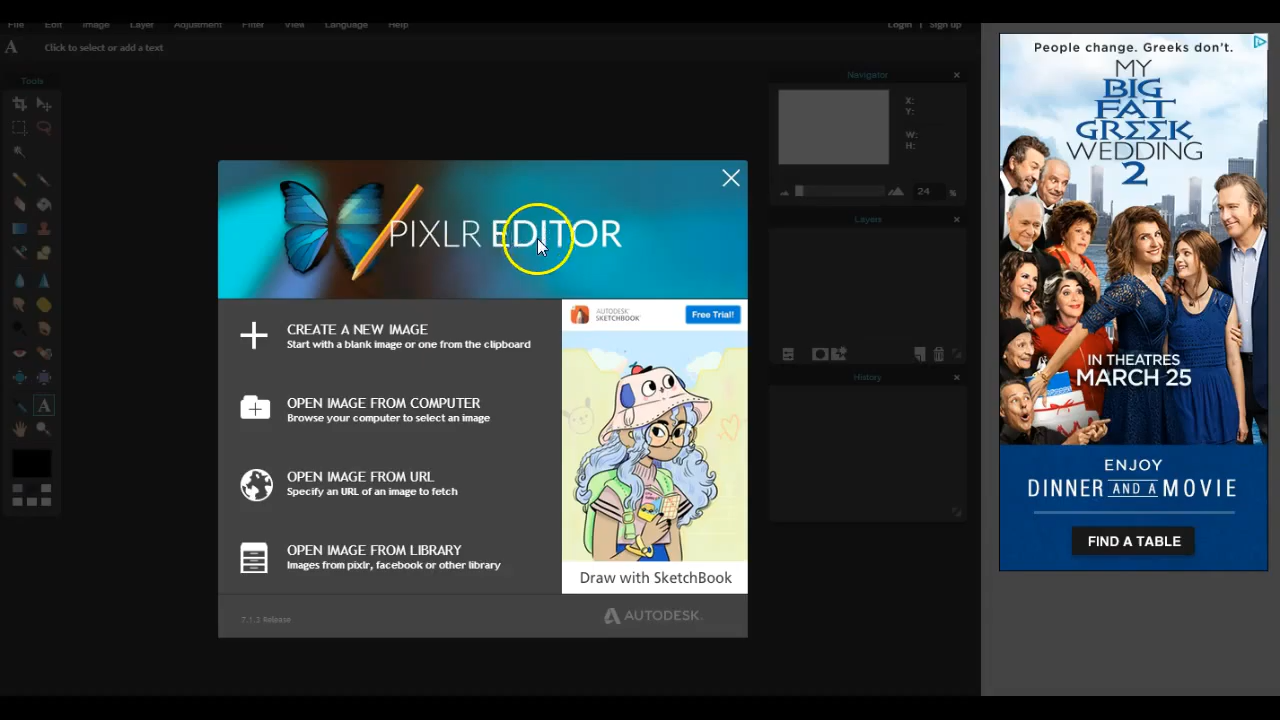 File Edit Image Layer Adjustment Filter View Language Help Login | Sign up
A Click to select or add a text
Tools
Navigator
X:
Y:
W:
H:
24 %
Layers
History
A
PIXLR EDITOR
CREATE A NEW IMAGE
Start with a blank image or one from the clipboard
OPEN IMAGE FROM COMPUTER
Browse your computer to select an image
OPEN IMAGE FROM URL
Specify an URL of an image to fetch
OPEN IMAGE FROM LIBRARY
Images from pixlr, facebook or other library
AUTODESK
SKETCHBOOK
Free Trial!
Draw with SketchBook
7.1.3 Release
AUTODESK.
People change. Greeks don't.
MY
BIG
FAT
GREEK
WEDDING
2
IN THEATRES
MARCH 25
ENJOY
DINNER AND A MOVIE
FIND A TABLE